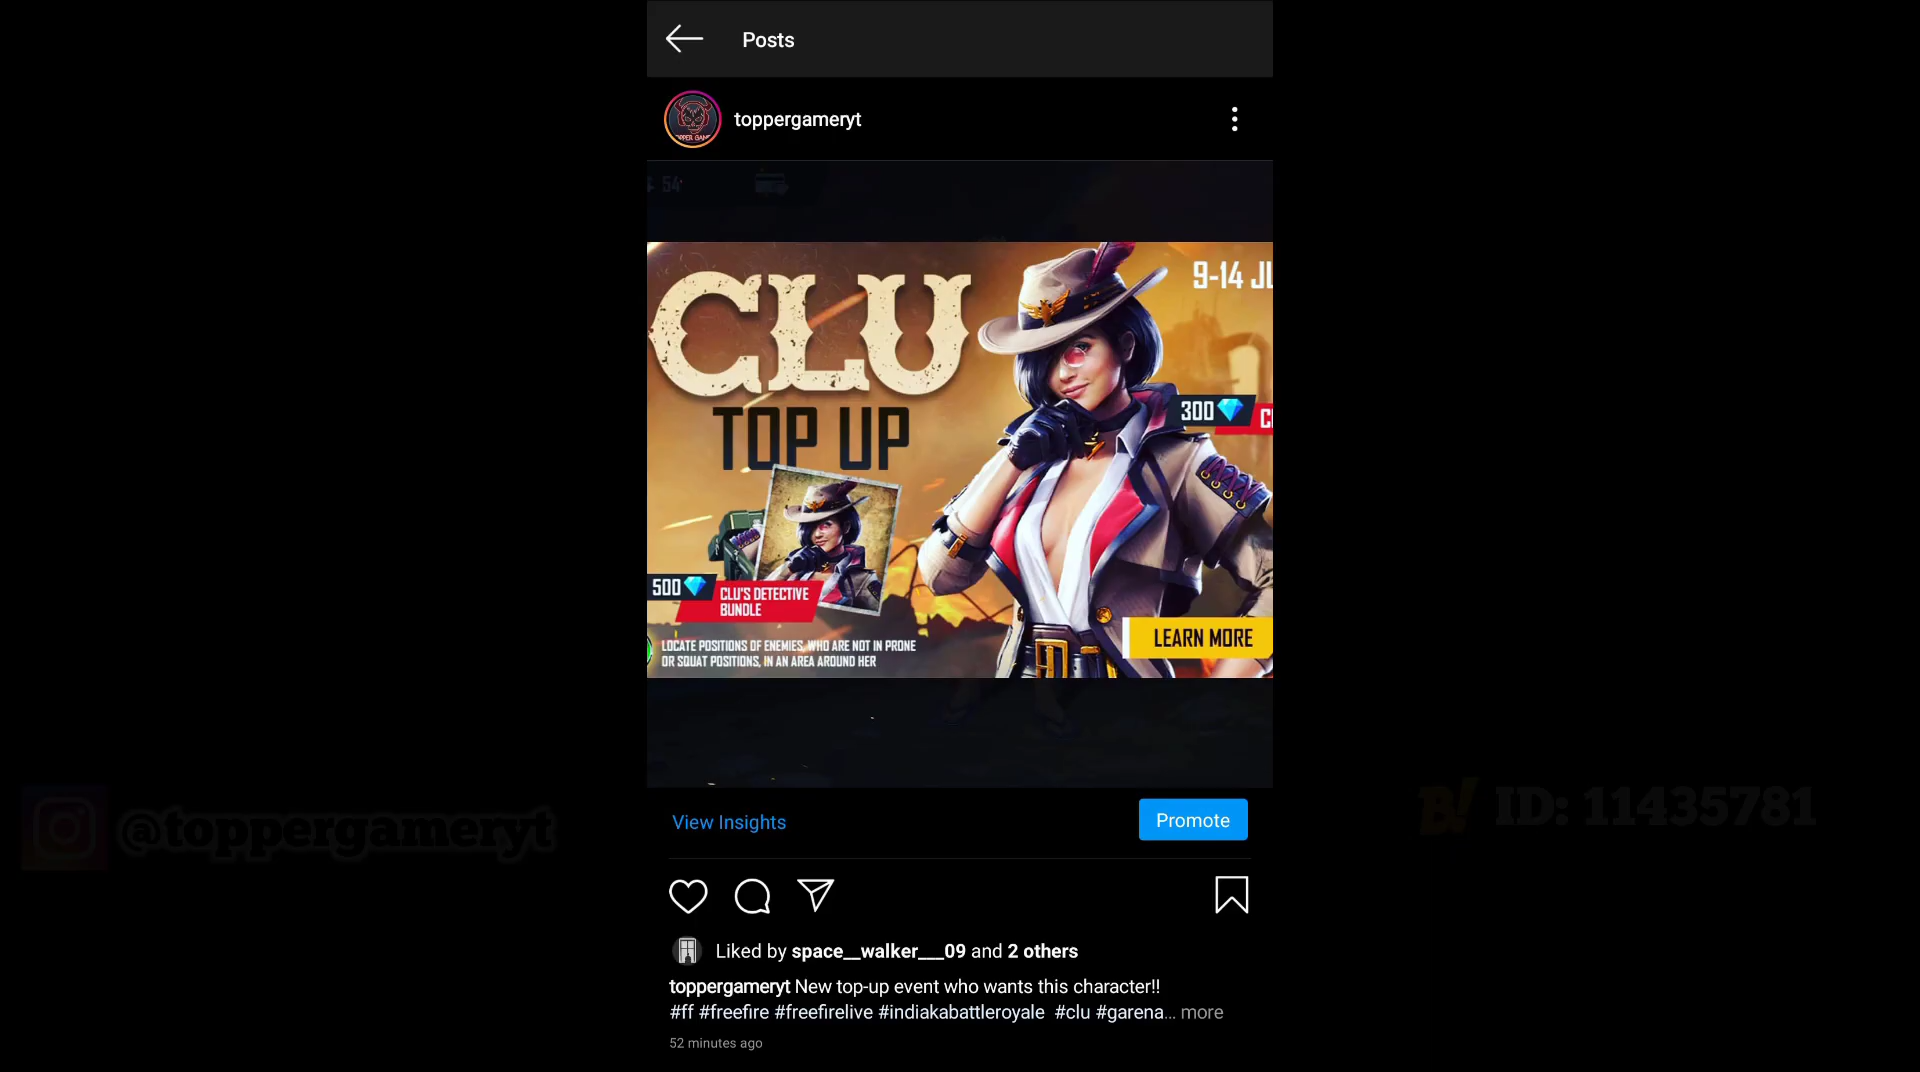 Posts
toppergameryt
54
CLU
9-14 JU
TOP UP
300
500
CLU'S DETECTIVE
BUNDLE
LOCATE POSITIONS OF ENEMIES, WHO ARE NOT IN PRONE
OR SQUAT POSITIONS, IN AN AREA AROUND HER
LEARN MORE
View Insights
Promote
@toppergameryt
B! ID: 11435781
Liked by space__walker___09 and 2 others
toppergameryt New top-up event who wants this character!!
#ff #freefire #freefirelive #indiakabattleroyale #clu #garena... more
52 minutes ago